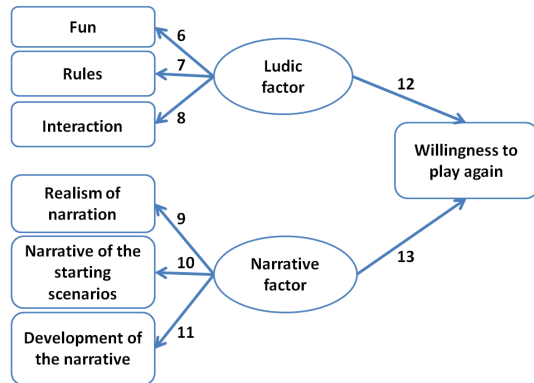 Fun
6
Rules
7
Interaction
8
Ludic
factor
12
Willingness to
play again
Realism of
narration
9
Narrative of the
starting scenarios
10
Development of
the narrative
11
Narrative
factor
13